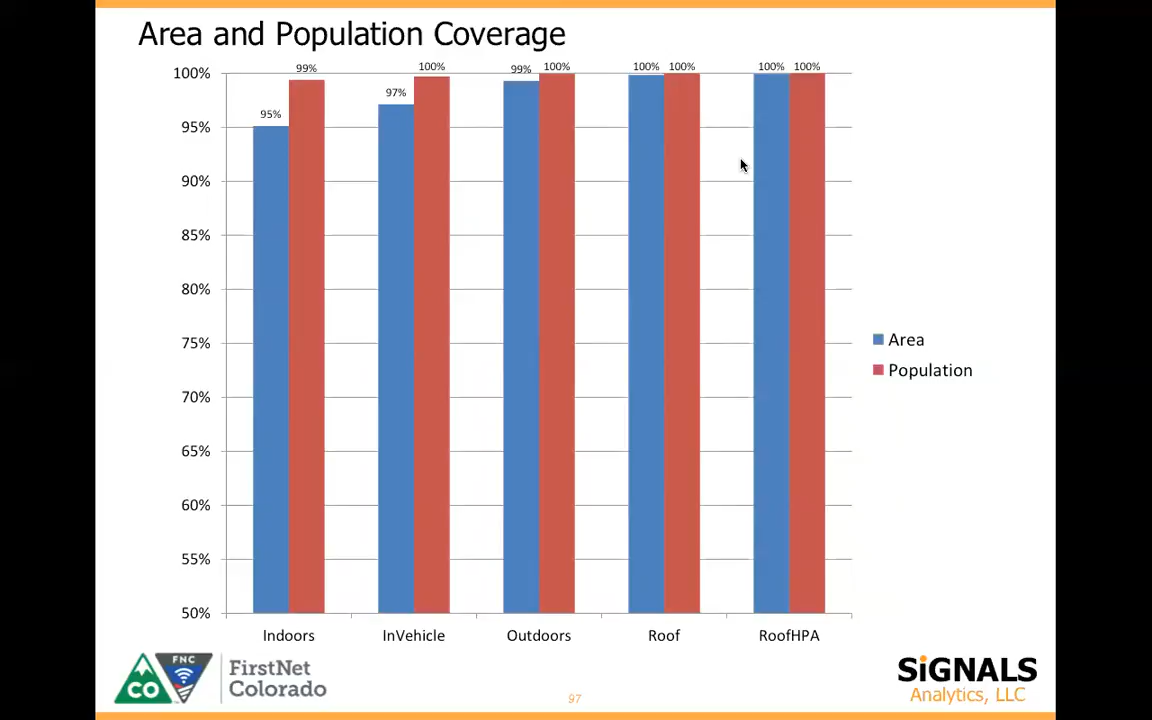 Area and Population Coverage
100%
95%
90%
85%
80%
75%
70%
65%
60%
55%
50%
95%
99%
97%
100%
99%
100%
100%
100%
100%
100%
Indoors
InVehicle
Outdoors
Roof
RoofHPA
Area
Population
CO
FNC
FirstNet
Colorado
97
SiGNALS
Analytics, LLC